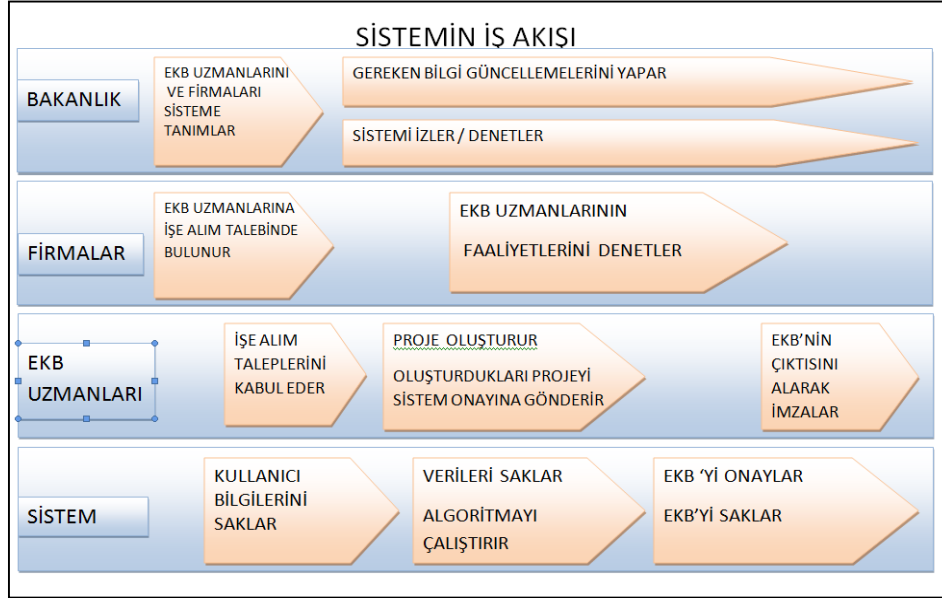 SİSTEMİN İŞ AKIŞI
BAKANLIK
EKB UZMANLARINI
VE FİRMALARI
SİSTEME
TANIMLAR
GEREKEN BİLGİ GÜNCELLEMELERİNİ YAPAR
SİSTEMİ İZLER / DENETLER
FİRMALAR
EKB UZMANLARINA
İŞE ALIM TALEBİNDE
BULUNUR
EKB UZMANLARININ
FAALİYETLERİNİ DENETLER
EKB
UZMANLARI
İŞE ALIM
TALEPLERİNİ
KABUL EDER
PROJE OLUŞTURUR
OLUŞTURDUKLARI PROJEYİ
SİSTEM ONAYINA GÖNDERİR
EKB'NİN
ÇIKTISINI
ALARAK
İMZALAR
SİSTEM
KULLANICI
BİLGİLERİNİ
SAKLAR
VERİLERİ SAKLAR
ALGORİTMAYI
ÇALIŞTIRIR
EKB 'Yİ ONAYLAR
EKB'Yİ SAKLAR